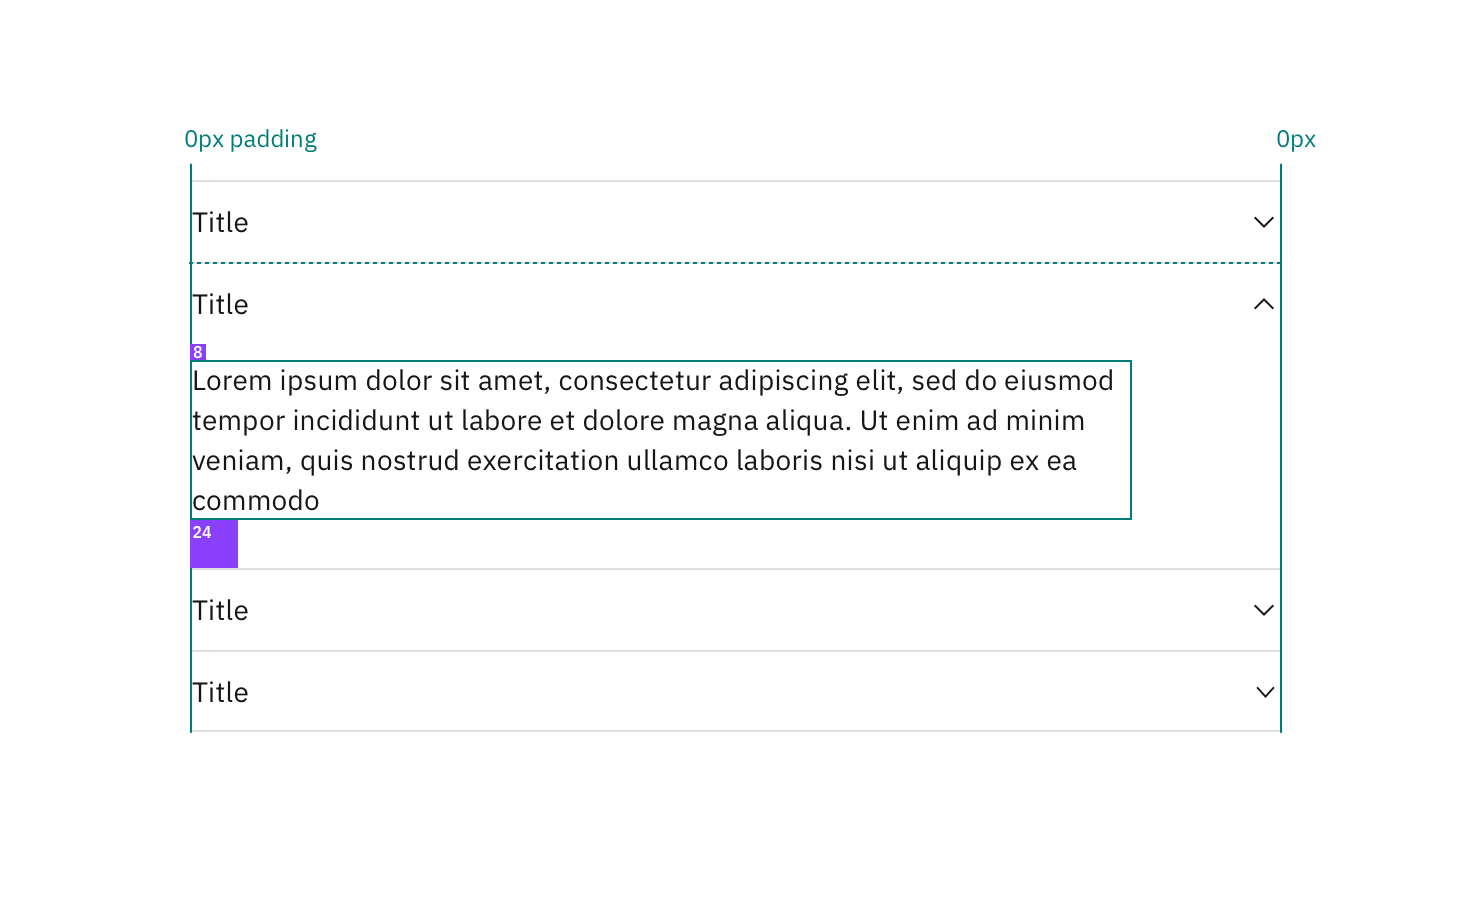 0px padding
0px
Title
Title
8
Lorem ipsum dolor sit amet, consectetur adipiscing elit, sed do eiusmod
tempor incididunt ut labore et dolore magna aliqua. Ut enim ad minim
veniam, quis nostrud exercitation ullamco laboris nisi ut aliquip ex ea
commodo
24
Title
Title